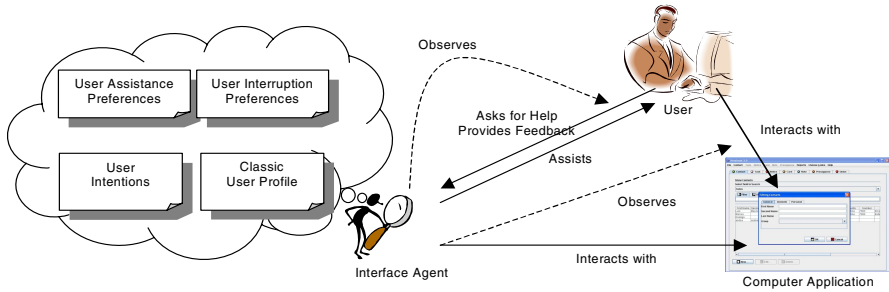 Observes
User Assistance
Preferences
User Interruption
Preferences
Asks for Help
Provides Feedback
User
Interacts with
User
Intentions
Classic
User Profile
Assists
Observes
Interface Agent
Interacts with
Computer Application